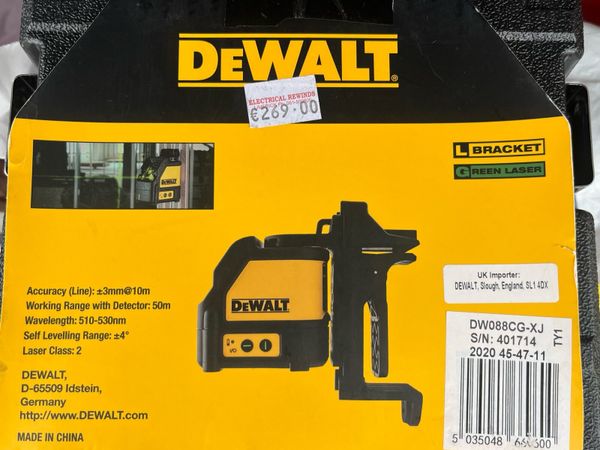 DEWALT®
ELECTRICAL REWINDS
€269.00
L BRACKET
GREEN LASER
Accuracy (Line): ±3mm@10m
Working Range with Detector: 50m
Wavelength: 510-530nm
Self Levelling Range: ±4°
Laser Class: 2
DEWALT
I/O
DEWALT,
D-65509 Idstein,
Germany
http://www.DEWALT.com
MADE IN CHINA
UK Importer:
DEWALT, Slough, England, SL1 4DX
DW088CG-XJ
S/N: 401714
2020 45-47-11
TY1
5 035048